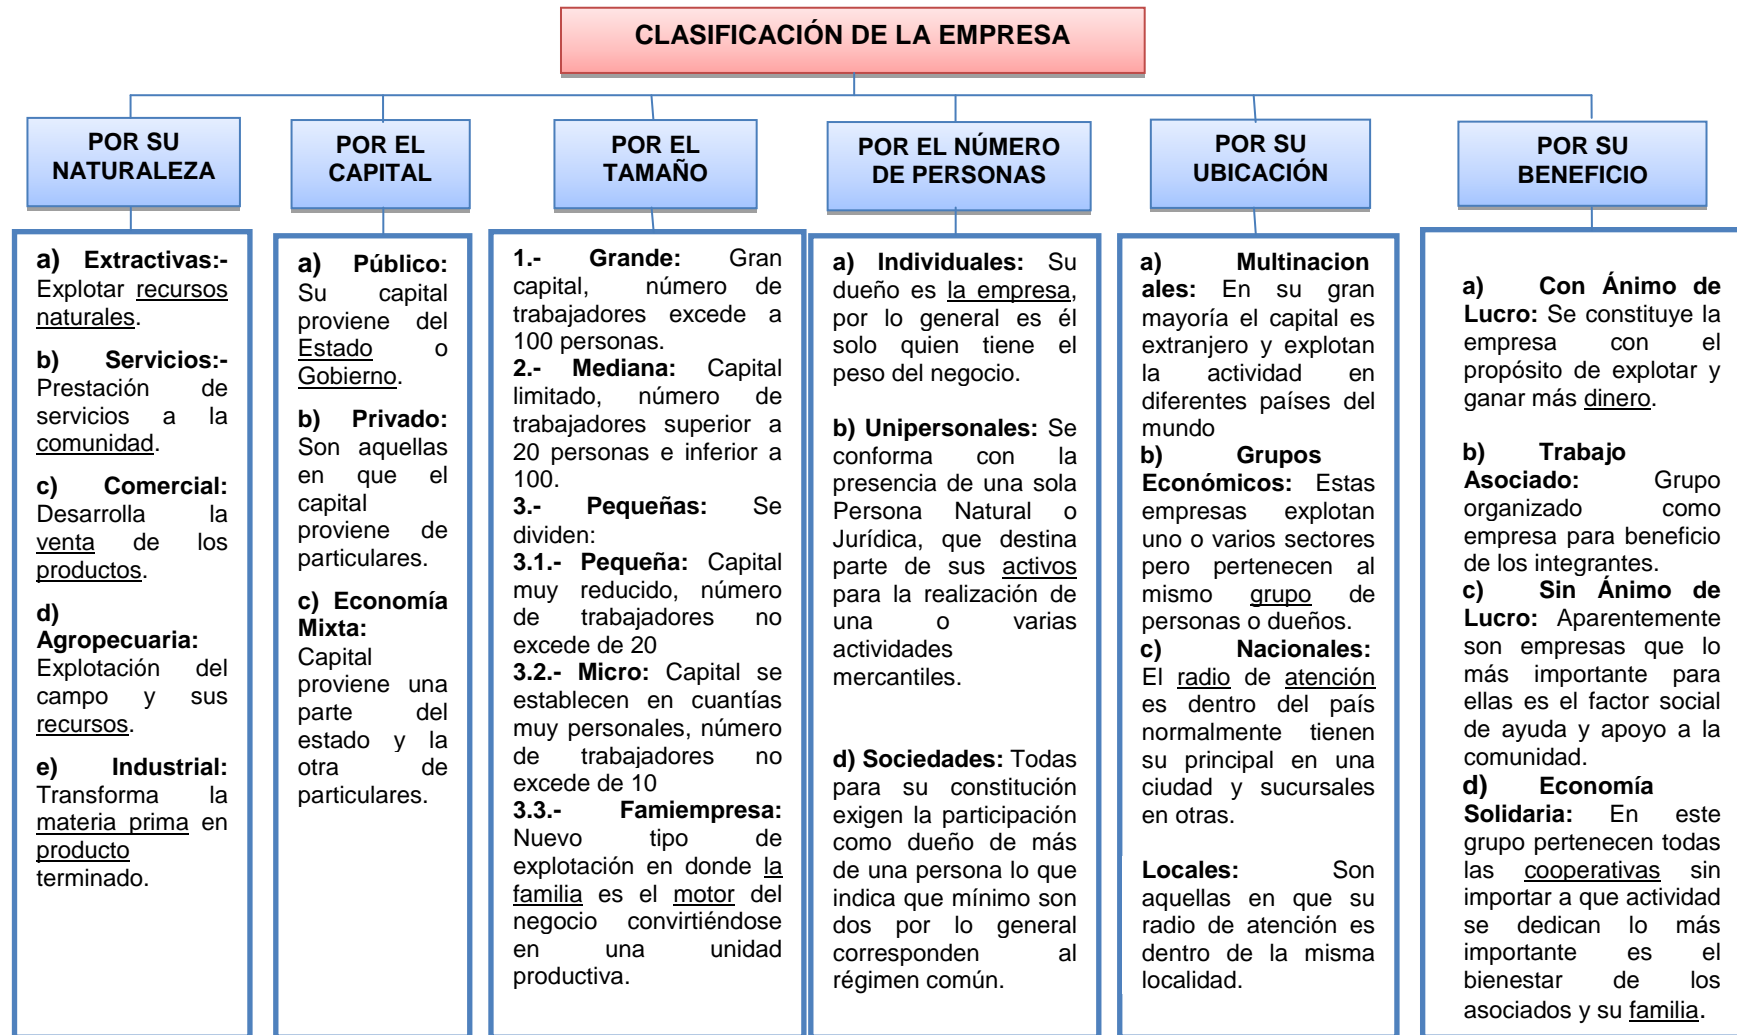 CLASIFICACIÓN DE LA EMPRESA
POR SU
NATURALEZA
a) Extractivas:-
Explotar recursos
naturales.
b) Servicios:-
Prestación de
servicios a la
comunidad.
c) Comercial:
Desarrolla la
venta de los
productos.
d)
Agropecuaria:
Explotación del
campo y sus
recursos.
e) Industrial:
Transforma la
materia prima en
producto
terminado.
POR EL
CAPITAL
a) Público:
Su capital
proviene del
Estado o
Gobierno.
b) Privado:
Son aquellas
en que el
capital
proviene de
particulares.
c) Economía
Mixta:
Capital
proviene una
parte del
estado y la
otra de
particulares.
POR EL
TAMAÑO
1.- Grande: Gran
capital, número de
trabajadores excede a
100 personas.
2.- Mediana: Capital
limitado, número de
trabajadores superior a
20 personas e inferior a
100.
3.- Pequeñas: Se
dividen:
3.1.- Pequeña: Capital
muy reducido, número
de trabajadores no
excede de 20
3.2.- Micro: Capital se
establecen en cuantías
muy personales, número
de trabajadores no
excede de 10
3.3.- Famiempresa:
Nuevo tipo de
explotación en donde la
familia es el motor del
negocio convirtiéndose
en una unidad
productiva.
POR EL NÚMERO
DE PERSONAS
a) Individuales: Su
dueño es la empresa,
por lo general es él
solo quien tiene el
peso del negocio.
b) Unipersonales: Se
conforma con la
presencia de una sola
Persona Natural o
Jurídica, que destina
parte de sus activos
para la realización de
una o varias
actividades
mercantiles.
d) Sociedades: Todas
para su constitución
exigen la participación
como dueño de más
de una persona lo que
indica que mínimo son
dos por lo general
corresponden al
régimen común.
POR SU
UBICACIÓN
a) Multinacion
ales: En su gran
mayoría el capital es
extranjero y explotan
la actividad en
diferentes países del
mundo
b) Grupos
Económicos: Estas
empresas explotan
uno o varios sectores
pero pertenecen al
mismo grupo de
personas o dueños.
c) Nacionales:
El radio de atención
es dentro del país
normalmente tienen
su principal en una
ciudad y sucursales
en otras.
Locales: Son
aquellas en que su
radio de atención es
dentro de la misma
localidad.
POR SU
BENEFICIO
a) Con Ánimo de
Lucro: Se constituye la
empresa con el
propósito de explotar y
ganar más dinero.
b) Trabajo
Asociado: Grupo
organizado como
empresa para beneficio
de los integrantes.
c) Sin Ánimo de
Lucro: Aparentemente
son empresas que lo
más importante para
ellas es el factor social
de ayuda y apoyo a la
comunidad.
d) Economía
Solidaria: En este
grupo pertenecen todas
las cooperativas sin
importar a que actividad
se dedican lo más
importante es el
bienestar de los
asociados y su familia.